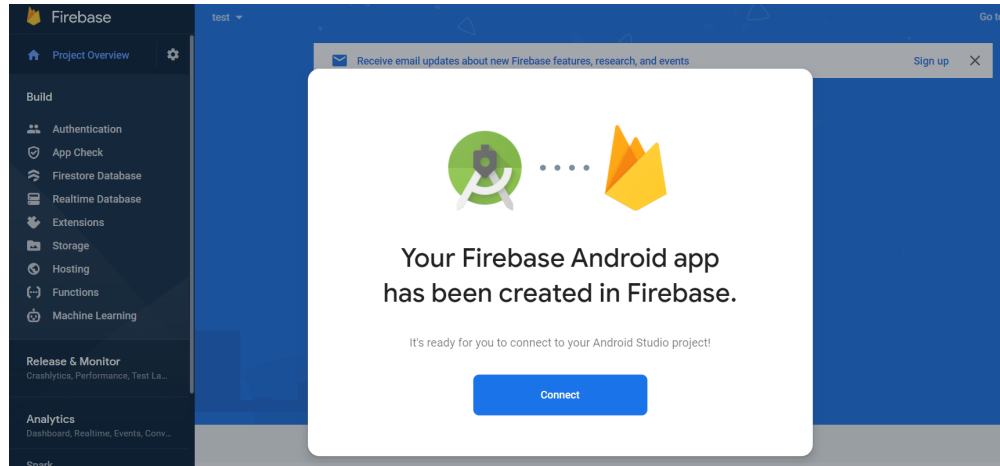 Firebase
test
Go to
Project Overview
Receive email updates about new Firebase features, research, and events
Sign up
Build
Authentication
App Check
Firestore Database
Realtime Database
Extensions
Storage
Hosting
Functions
Machine Learning
Release & Monitor
Crashlytics, Performance, Test La...
Analytics
Dashboard, Realtime, Events, Conv...
Spark
Your Firebase Android app
has been created in Firebase.
It's ready for you to connect to your Android Studio project!
Connect